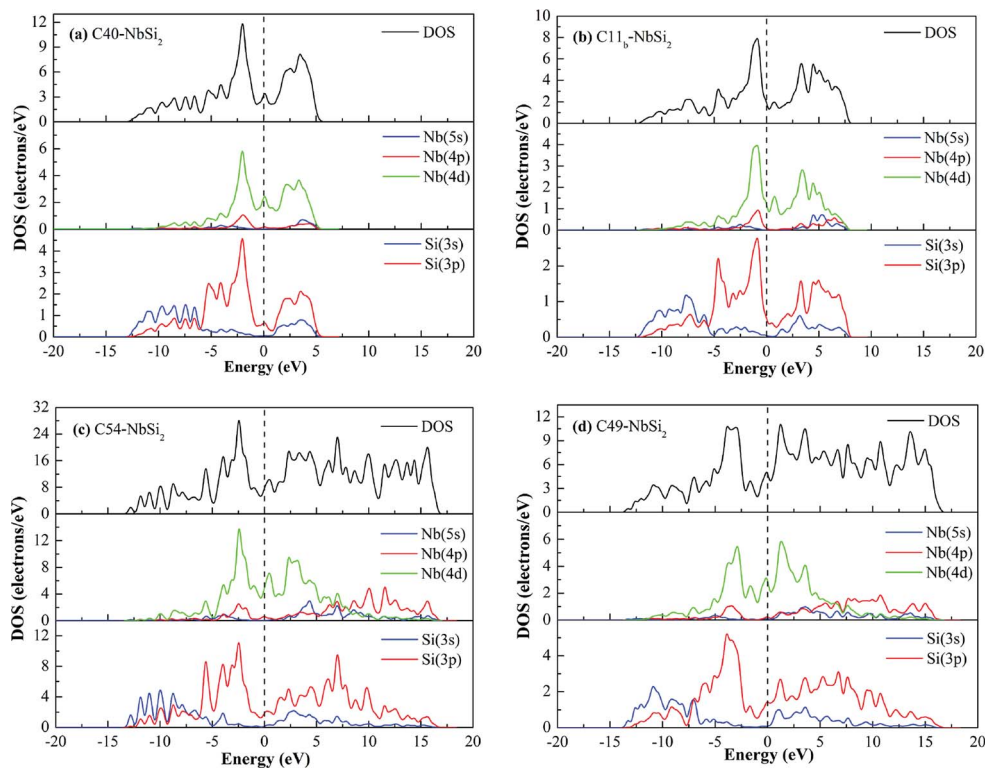 (a) C40-NbSi2
DOS
12
9
6
3
0
Nb(5s)
Nb(4p)
Nb(4d)
6
4
2
0
Si(3s)
Si(3p)
4
3
2
1
0
DOS (electrons/eV)
-20 -15 -10 -5 0 5 10 15 20
Energy (eV)
(b) C11b-NbSi2
DOS
10
8
6
4
2
0
Nb(5s)
Nb(4p)
Nb(4d)
4
3
2
1
0
Si(3s)
Si(3p)
2
1
0
DOS (electrons/eV)
-20 -15 -10 -5 0 5 10 15 20
Energy (eV)
(c) C54-NbSi2
DOS
32
24
16
8
0
Nb(5s)
Nb(4p)
Nb(4d)
12
8
4
0
Si(3s)
Si(3p)
12
8
4
0
DOS (electrons/eV)
-20 -15 -10 -5 0 5 10 15 20
Energy (eV)
(d) C49-NbSi2
DOS
12
9
6
3
0
Nb(5s)
Nb(4p)
Nb(4d)
6
4
2
0
Si(3s)
Si(3p)
4
2
0
DOS (electrons/eV)
-20 -15 -10 -5 0 5 10 15 20
Energy (eV)